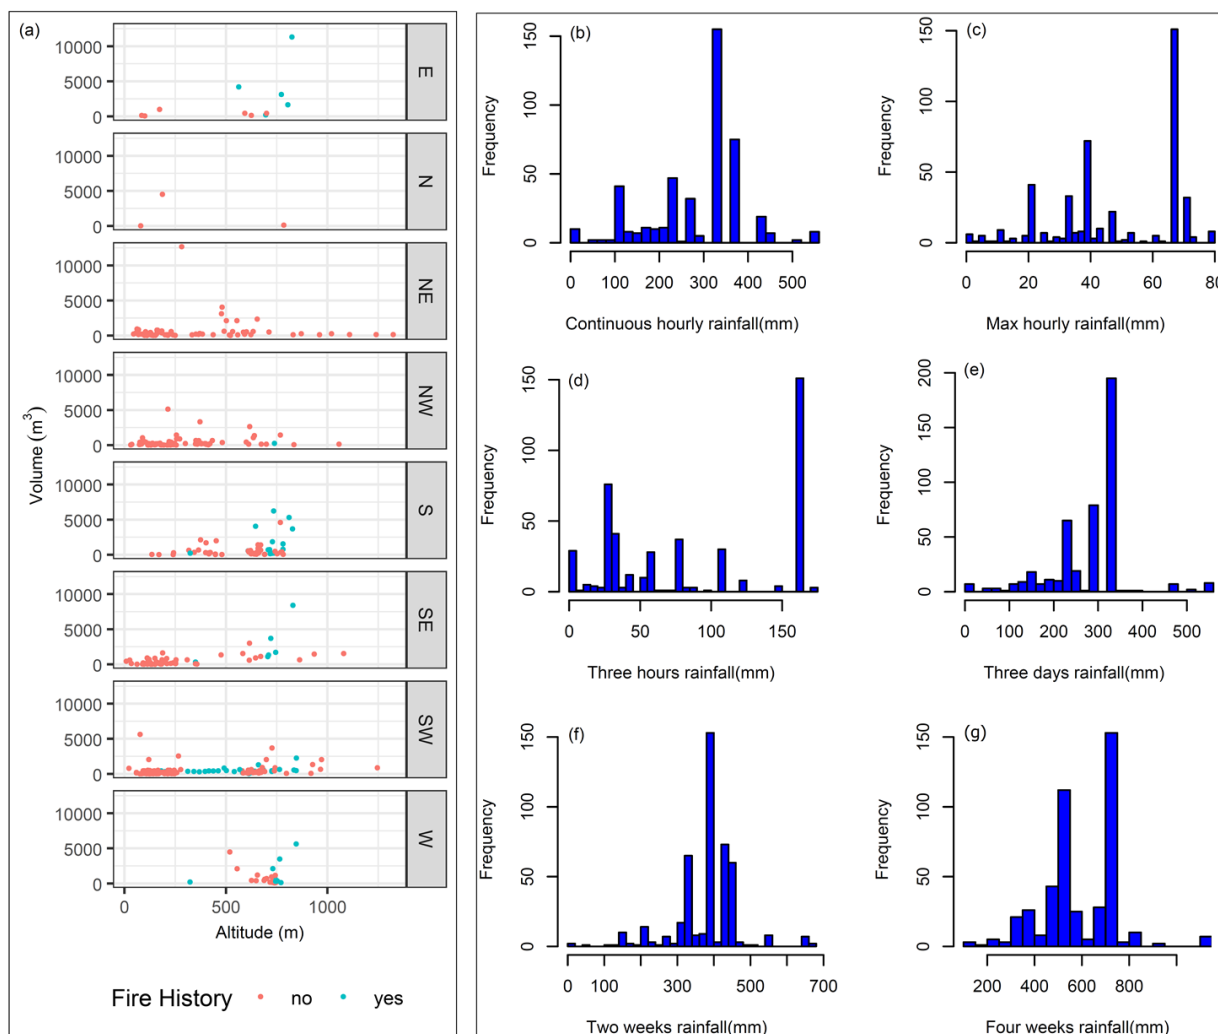 (a)
10000
5000
0
E
10000
5000
0
N
10000
5000
0
NE
10000
5000
0
NW
10000
5000
0
S
10000
5000
0
SE
10000
5000
0
SW
10000
5000
0
W
Volume (m³)
0 500 1000
Altitude (m)
Fire History no yes
(b)
Frequency
0 50 100 150
0 100 200 300 400 500
Continuous hourly rainfall(mm)
(c)
Frequency
0 50 100 150
0 20 40 60 80
Max hourly rainfall(mm)
(d)
Frequency
0 50 100 150
0 50 100 150
Three hours rainfall(mm)
(e)
Frequency
0 50 100 150 200
0 100 200 300 400 500
Three days rainfall(mm)
(f)
Frequency
0 50 100 150
0 100 200 300 400 500 700
Two weeks rainfall(mm)
(g)
Frequency
0 50 100 150
200 400 600 800
Four weeks rainfall(mm)